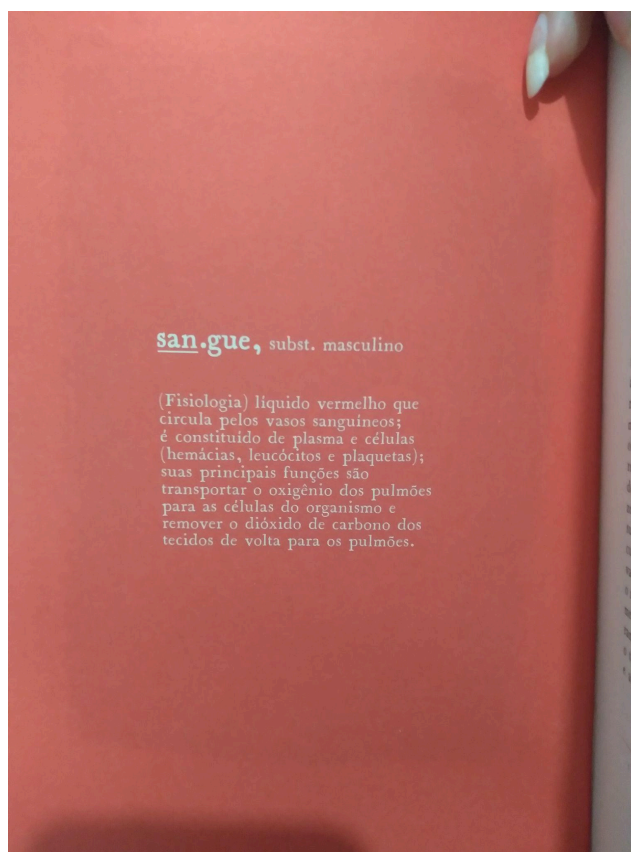 san.gue, subst. masculino
(Fisiologia) líquido vermelho que
circula pelos vasos sanguíneos;
é constituído de plasma e células
(hemácias, leucócitos e plaquetas);
suas principais funções são
transportar o oxigênio dos pulmões
para as células do organismo e
remover o dióxido de carbono dos
tecidos de volta para os pulmões.